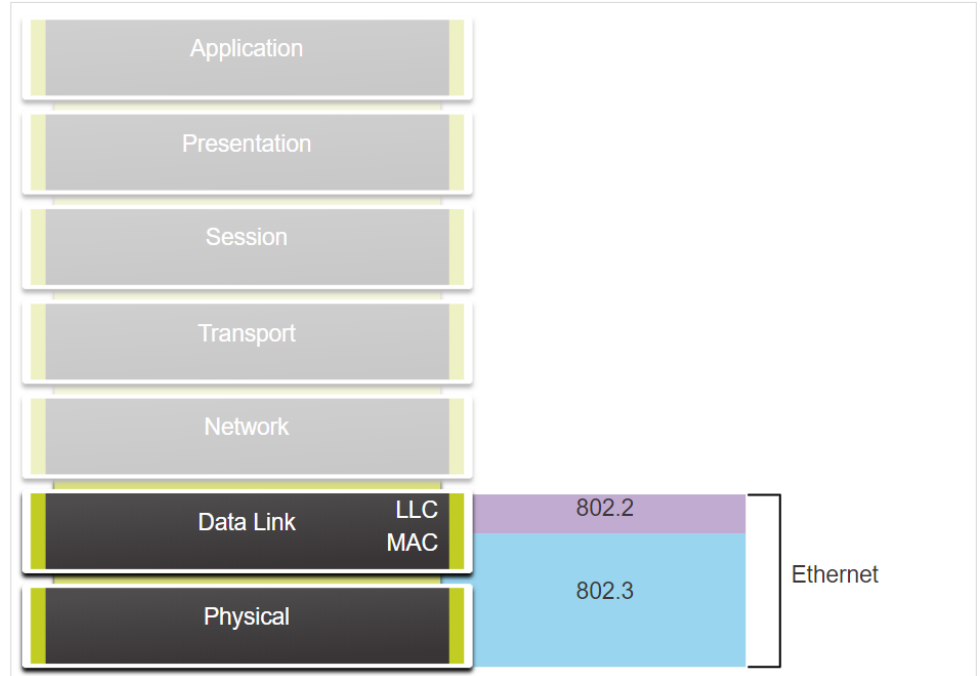 Application
Presentation
Session
Transport
Network
Data Link
LLC
MAC
802.2
802.3
Ethernet
Physical